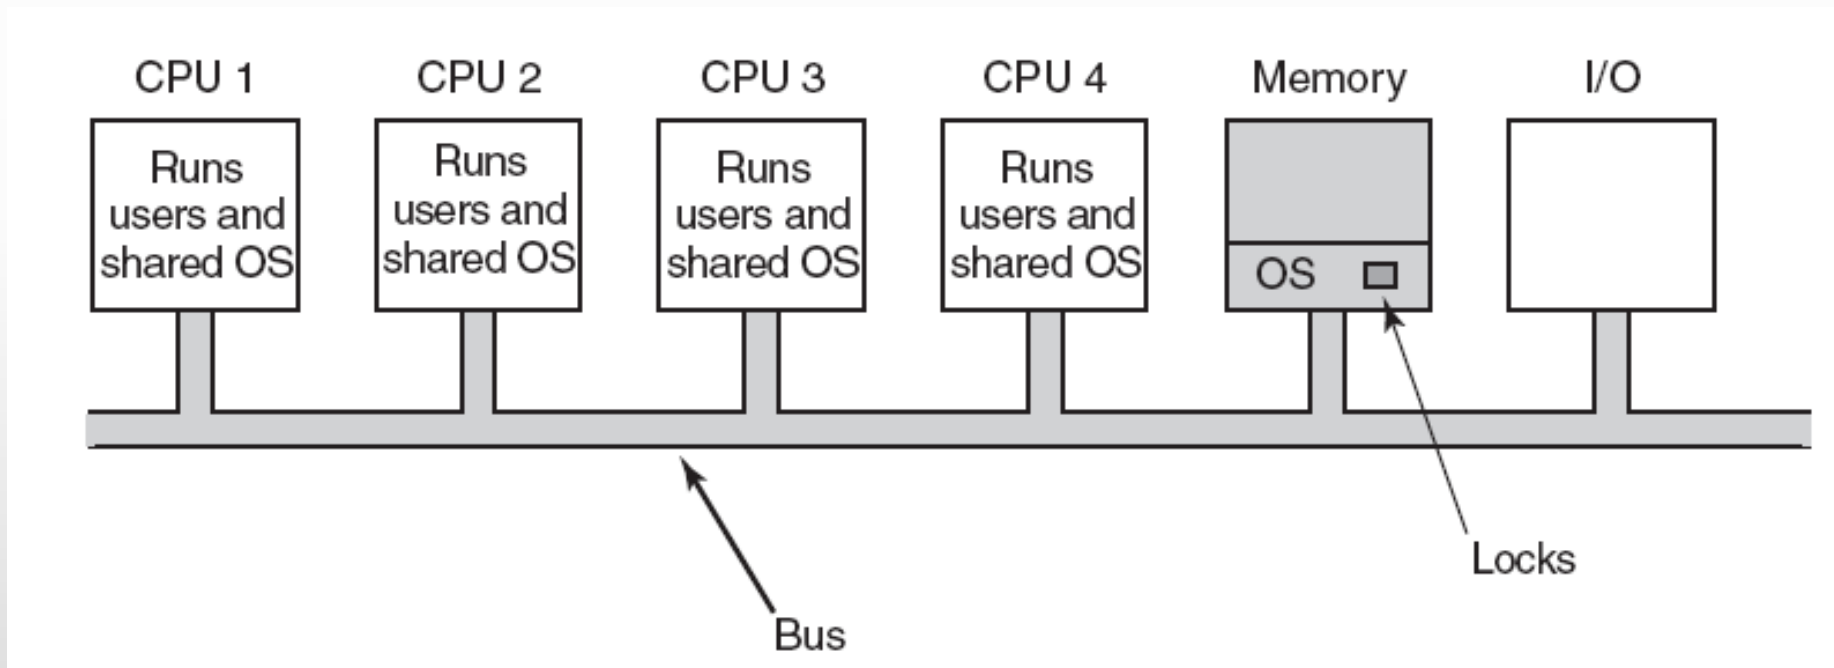 CPU 1
CPU 2
CPU 3
CPU 4
Memory
I/O
Runs
users and
shared OS
Runs
users and
shared OS
Runs
users and
shared OS
Runs
users and
shared OS
OS
Locks
Bus